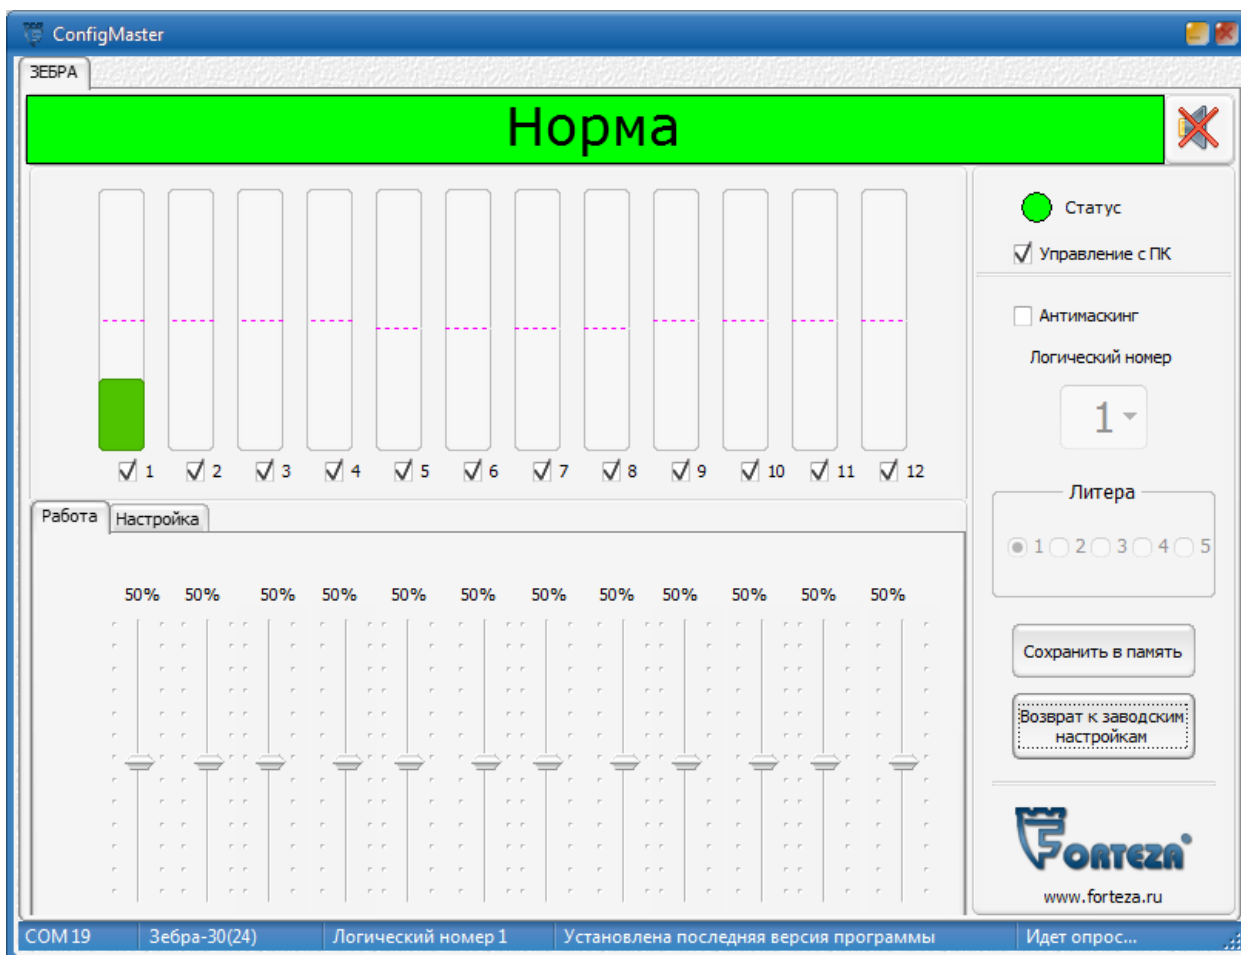 ConfigMaster
ЗЕБРА
Норма
Статус
Управление с ПК
Антимаскинг
Логический номер
1
1 2 3 4 5 6 7 8 9 10 11 12
Литера
1 2 3 4 5
Работа Настройка
50% 50% 50% 50% 50% 50% 50% 50% 50% 50% 50% 50%
Сохранить в память
Возврат к заводским
настройкам
FORTEZA
www.forteza.ru
COM 19 Зебра-30(24) Логический номер 1 Установлена последняя версия программы Идет опрос...